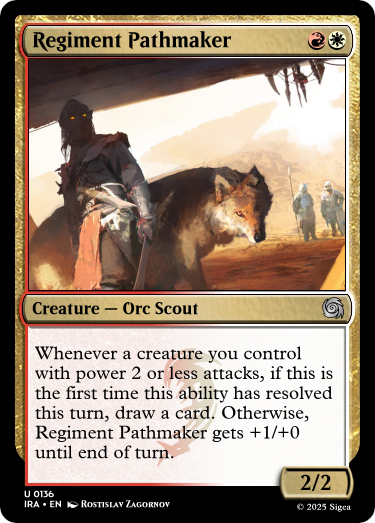 Regiment Pathmaker
Creature — Orc Scout
Whenever a creature you control
with power 2 or less attacks, if this is
the first time this ability has resolved
this turn, draw a card. Otherwise,
Regiment Pathmaker gets +1/+0
until end of turn.
2/2
U 0136
IRA • EN Rostislav Zagornov
© 2025 Sigea